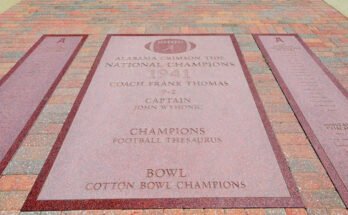 A
ALABAMA CRIMSON TIDE
NATIONAL CHAMPIONS
1941
COACH FRANK THOMAS
9-2
CAPTAIN
JOHN WYHONIC
CHAMPIONS
FOOTBALL THESAURUS
BOWL
COTTON BOWL CHAMPIONS
A